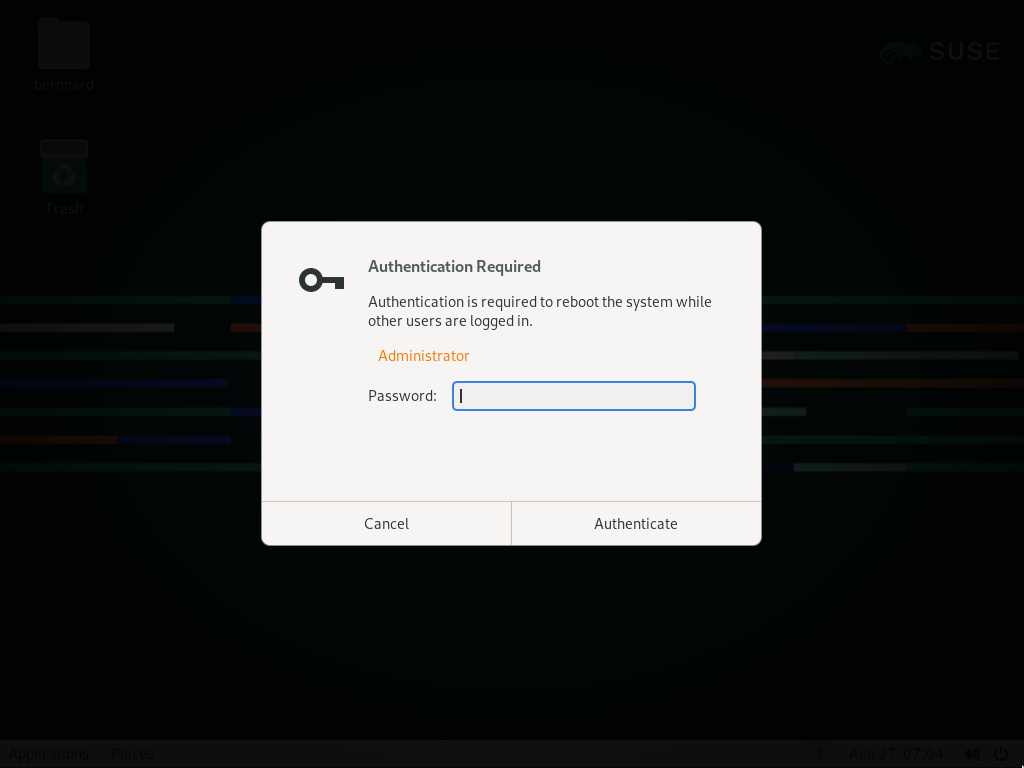 bernhard
SUSE
Trash
Authentication Required
Authentication is required to reboot the system while
other users are logged in.
Administrator
Password:
Cancel
Authenticate
Applications
Places
1
Aug 27 07:04